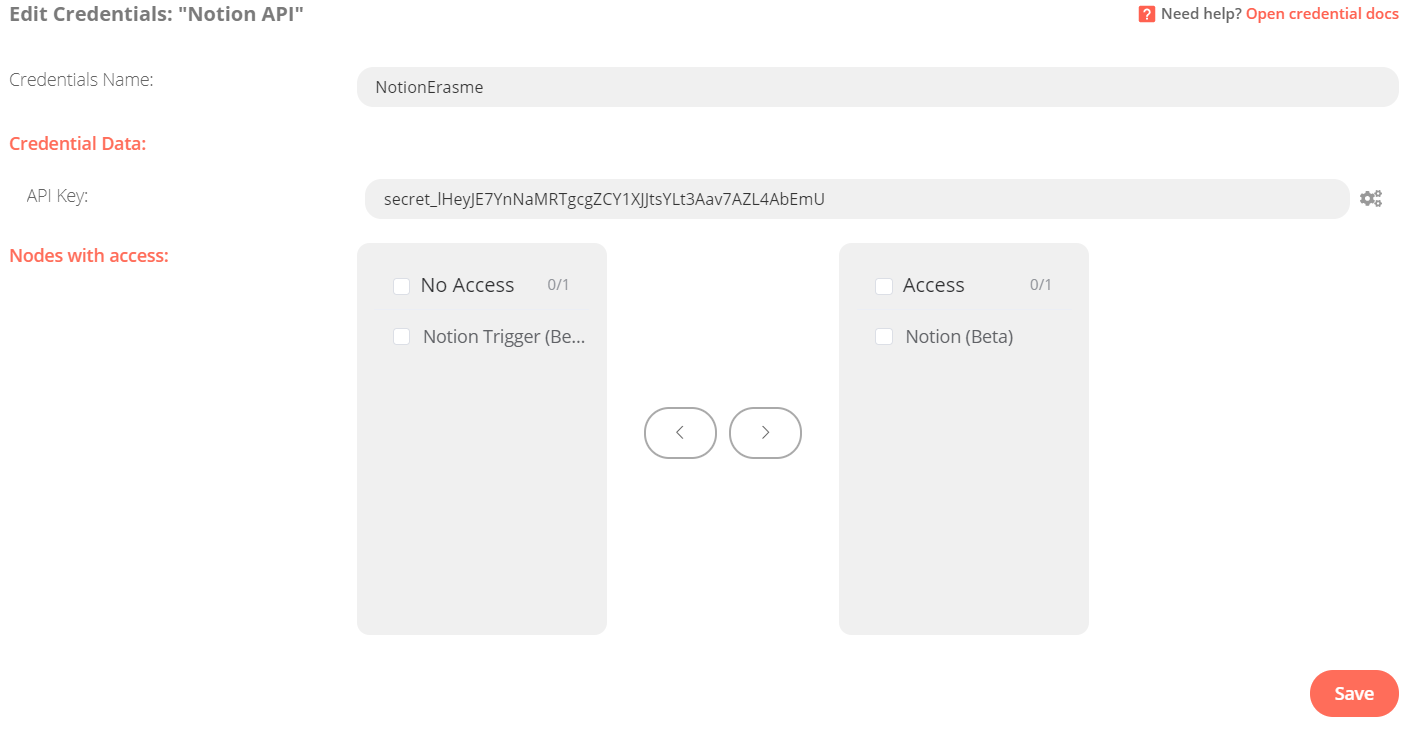 Edit Credentials: "Notion API"
? Need help? Open credential docs
Credentials Name:
NotionErasme
Credential Data:
API Key:
secret_lHeyJE7YnNaMRTgcgZCY1XJJtsYLt3Aav7AZL4AbEmU
Nodes with access:
No Access 0/1
Notion Trigger (Be...
Access 0/1
Notion (Beta)
Save